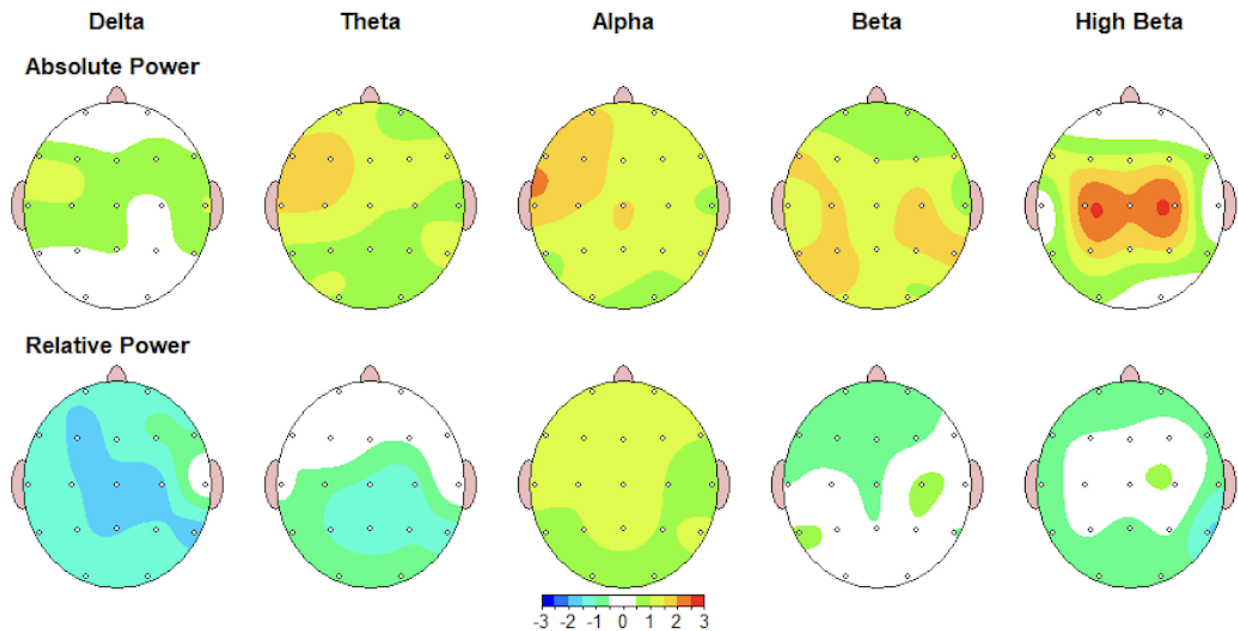 Delta Theta Alpha Beta High Beta
Absolute Power
Relative Power
-3 -2 -1 0 1 2 3